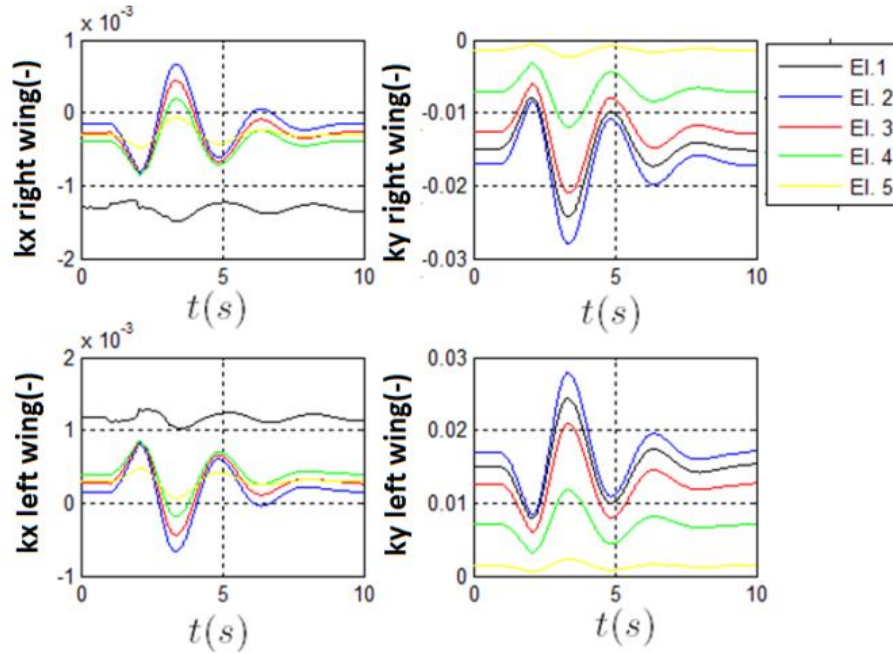 x 10⁻³
1
0
-1
-2
kx right wing(-)
0
5
10
t(s)
0
-0.01
-0.02
-0.03
ky right wing(-)
0
5
10
t(s)
El.1
El. 2
El. 3
El. 4
El. 5
x 10⁻³
2
1
0
-1
kx left wing(-)
0
5
10
t(s)
0.03
0.02
0.01
0
ky left wing(-)
0
5
10
t(s)